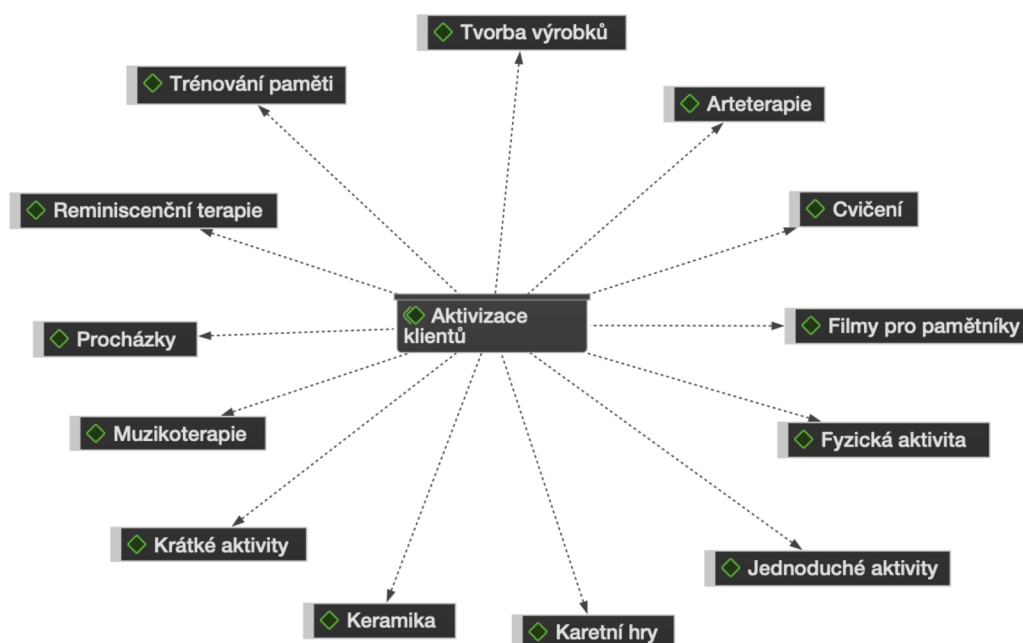 Tvorba výrobků
Trénování paměti
Arteterapie
Reminiscenční terapie
Cvičení
Aktivizace
klientů
Filmy pro pamětníky
Procházky
Muzikoterapie
Fyzická aktivita
Krátké aktivity
Jednoduché aktivity
Keramika
Karetní hry